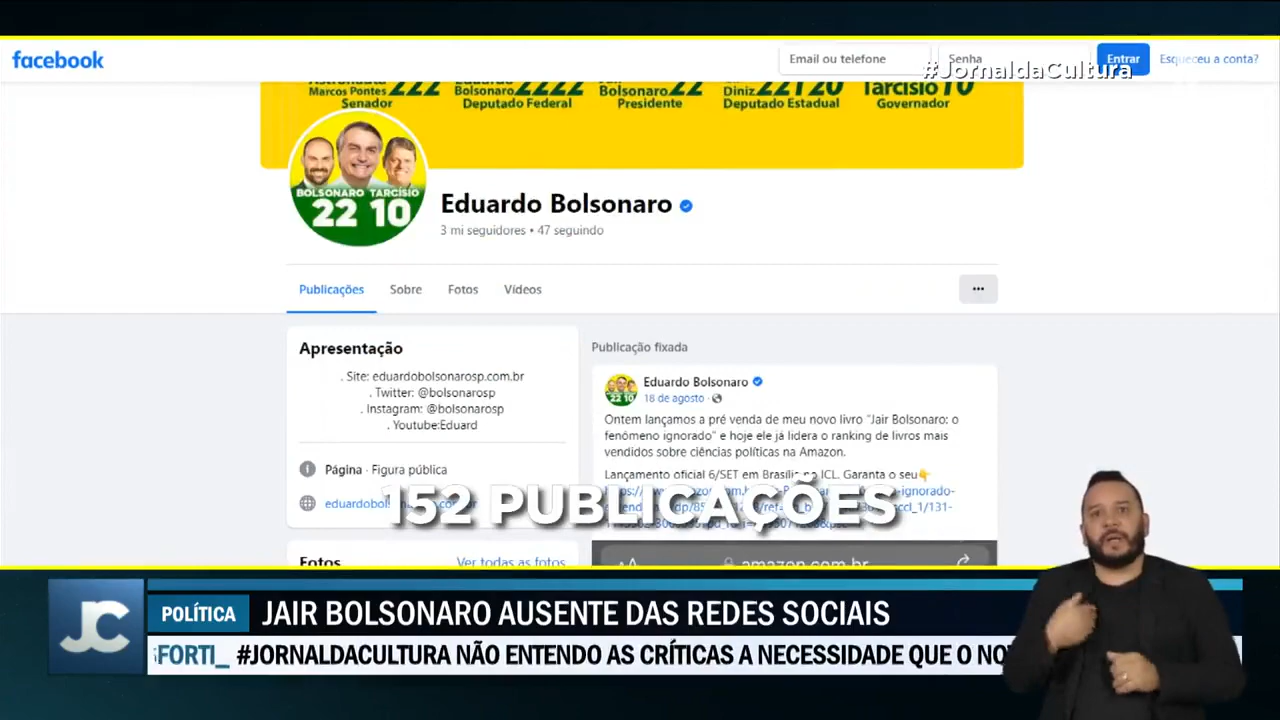 facebook
Email ou telefone
Senha
Entrar
Esqueceu a conta?
#JornaldaCultura
Marcos Pontes 222
Senador
Bolsonaro 2222
Deputado Federal
Bolsonaro 22
Presidente
Diniz 22120
Deputado Estadual
Tarcísio 10
Governador
BOLSONARO TARCÍSIO
22 10
Eduardo Bolsonaro
3 mi seguidores • 47 seguindo
Publicações
Sobre
Fotos
Vídeos
Apresentação
. Site: eduardobolsonarosp.com.br
. Twitter: @bolsonarosp
. Instagram: @bolsonarosp
. Youtube:Eduard
Página · Figura pública
Fotos
Ver todas as fotos
Publicação fixada
Eduardo Bolsonaro
18 de agosto ·
Ontem lançamos a pré venda de meu novo livro "Jair Bolsonaro: o
fenômeno ignorado" e hoje ele já lidera o ranking de livros mais
vendidos sobre ciências políticas na Amazon.
Lançamento oficial 6/SET em Brasília no ICL. Garanta o seu👇
amazon.com.br
152 PUBLICAÇÕES
JC
POLÍTICA
JAIR BOLSONARO AUSENTE DAS REDES SOCIAIS
FORTI_ #JORNALDACULTURA NÃO ENTENDO AS CRÍTICAS A NECESSIDADE QUE O